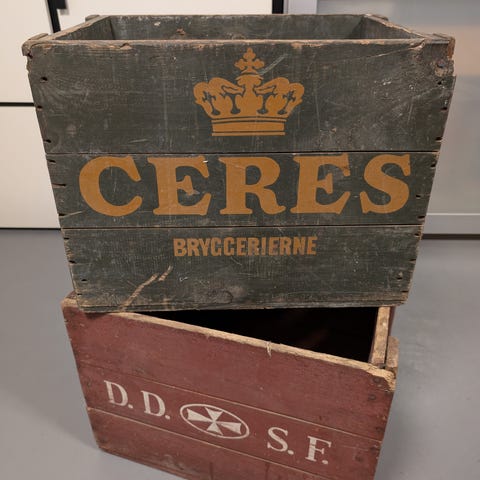 CERES
BRYGGERIERNE
D. D. S. F.